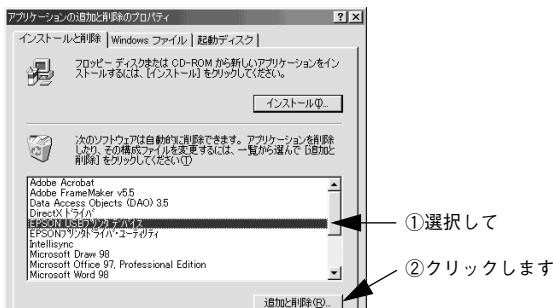 アプリケーションの追加と削除のプロパティ
インストールと削除 Windows ファイル 起動ディスク
フロッピー ディスクまたは CD-ROM から新しいアプリケーションをイン
ストールするには、[インストール] をクリックしてください。
インストール(I)...
次のソフトウェアは自動的に削除できます。アプリケーションを削除
したり、その構成ファイルを変更するには、一覧から選んで [追加と
削除] をクリックしてください(T)
Adobe Acrobat
Adobe FrameMaker v5.5
Data Access Objects (DAO) 3.5
DirectX ドライバ
EPSON USBプリンタ デバイス
①選択して
EPSONプリンタドライバ・ユーティリティ
Intellisync
Microsoft Draw 98
Microsoft Office 97, Professional Edition
Microsoft Word 98
②クリックします
追加と削除(R)...